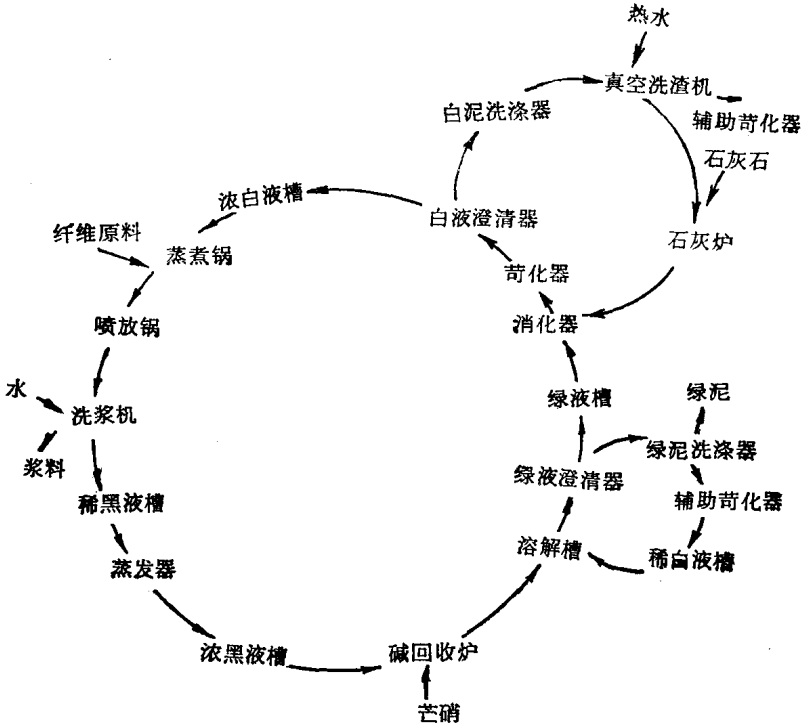 热水
真空洗渣机
白泥洗涤器
辅助苛化器
石灰石
浓白液槽
白液澄清器
纤维原料
石灰炉
蒸煮锅
苛化器
喷放锅
消化器
水
绿液槽
绿泥
洗浆机
绿泥洗涤器
浆料
绿液澄清器
稀黑液槽
辅助苛化器
溶解槽
稀白液槽
蒸发器
浓黑液槽
碱回收炉
芒硝